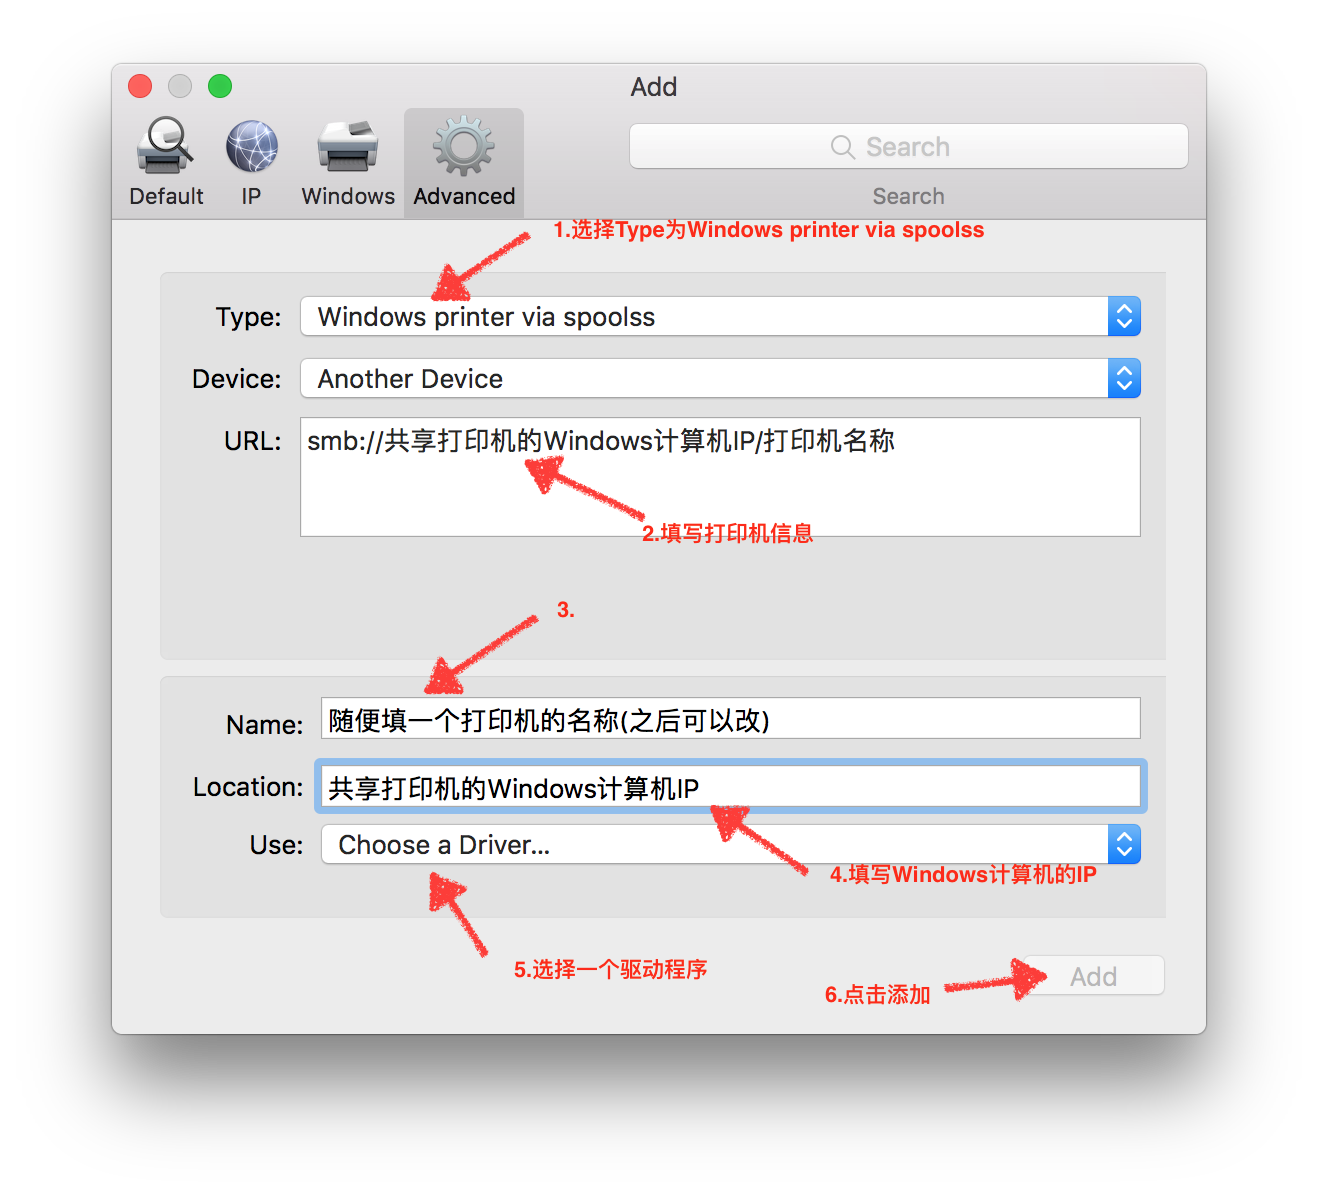 Add
Search
Default
IP
Windows
Advanced
Search
1.选择Type为Windows printer via spoolss
Type:
Windows printer via spoolss
Device:
Another Device
URL:
smb://共享打印机的Windows计算机IP/打印机名称
2.填写打印机信息
3.
Name:
随便填一个打印机的名称(之后可以改)
Location:
共享打印机的Windows计算机IP
Use:
Choose a Driver...
4.填写Windows计算机的IP
5.选择一个驱动程序
6.点击添加
Add